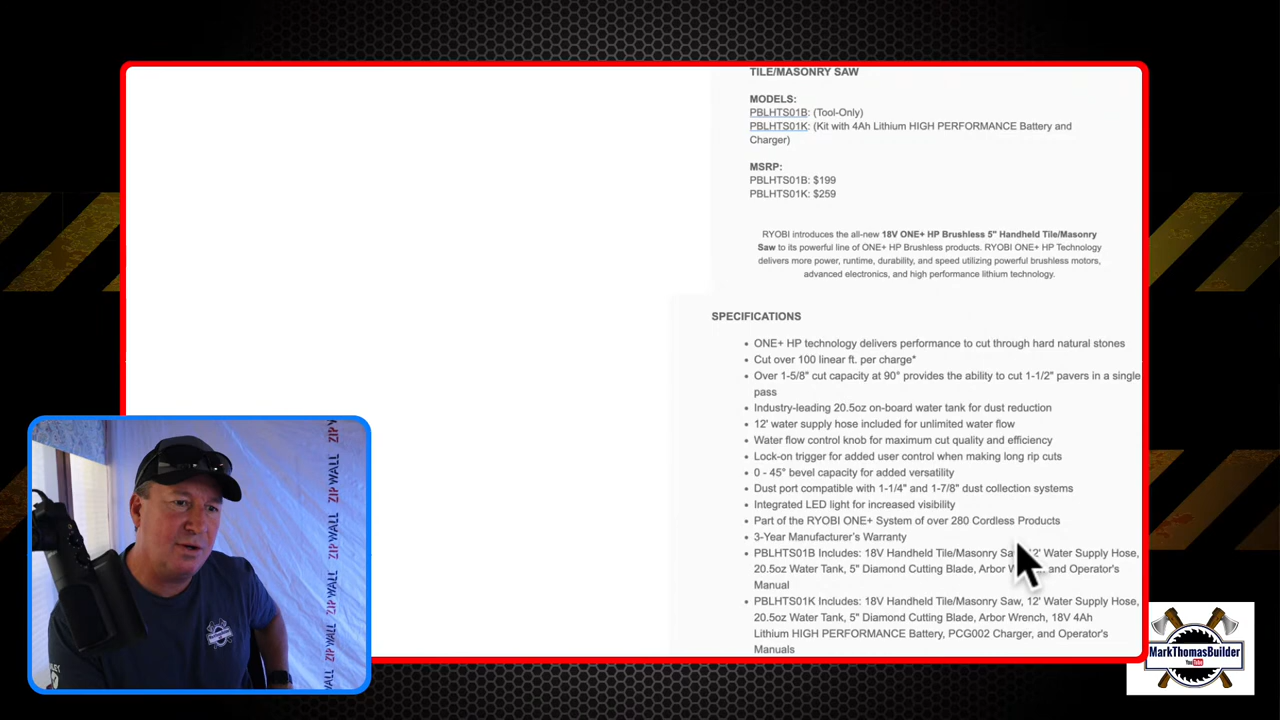 TILE/MASONRY SAW
MODELS:
PBLHTS01B: (Tool-Only)
PBLHTS01K: (Kit with 4Ah Lithium HIGH PERFORMANCE Battery and
Charger)
MSRP:
PBLHTS01B: $199
PBLHTS01K: $259
RYOBI introduces the all-new 18V ONE+ HP Brushless 5" Handheld Tile/Masonry
Saw to its powerful line of ONE+ HP Brushless products. RYOBI ONE+ HP Technology
delivers more power, runtime, durability, and speed utilizing powerful brushless motors,
advanced electronics, and high performance lithium technology.
SPECIFICATIONS
• ONE+ HP technology delivers performance to cut through hard natural stones
• Cut over 100 linear ft. per charge*
• Over 1-5/8" cut capacity at 90° provides the ability to cut 1-1/2" pavers in a single
pass
• Industry-leading 20.5oz on-board water tank for dust reduction
• 12' water supply hose included for unlimited water flow
• Water flow control knob for maximum cut quality and efficiency
• Lock-on trigger for added user control when making long rip cuts
• 0 - 45° bevel capacity for added versatility
• Dust port compatible with 1-1/4" and 1-7/8" dust collection systems
• Integrated LED light for increased visibility
• Part of the RYOBI ONE+ System of over 280 Cordless Products
• 3-Year Manufacturer's Warranty
• PBLHTS01B Includes: 18V Handheld Tile/Masonry Saw, 12' Water Supply Hose,
20.5oz Water Tank, 5" Diamond Cutting Blade, Arbor and Operator's
Manual
• PBLHTS01K Includes: 18V Handheld Tile/Masonry Saw, 12' Water Supply Hose,
20.5oz Water Tank, 5" Diamond Cutting Blade, Arbor Wrench, 18V 4Ah
Lithium HIGH PERFORMANCE Battery, PCG002 Charger, and Operator's
Manuals
ZIP WALL
ZIP WALL
ZIP WALL
MarkThomasBuilder
YouTube